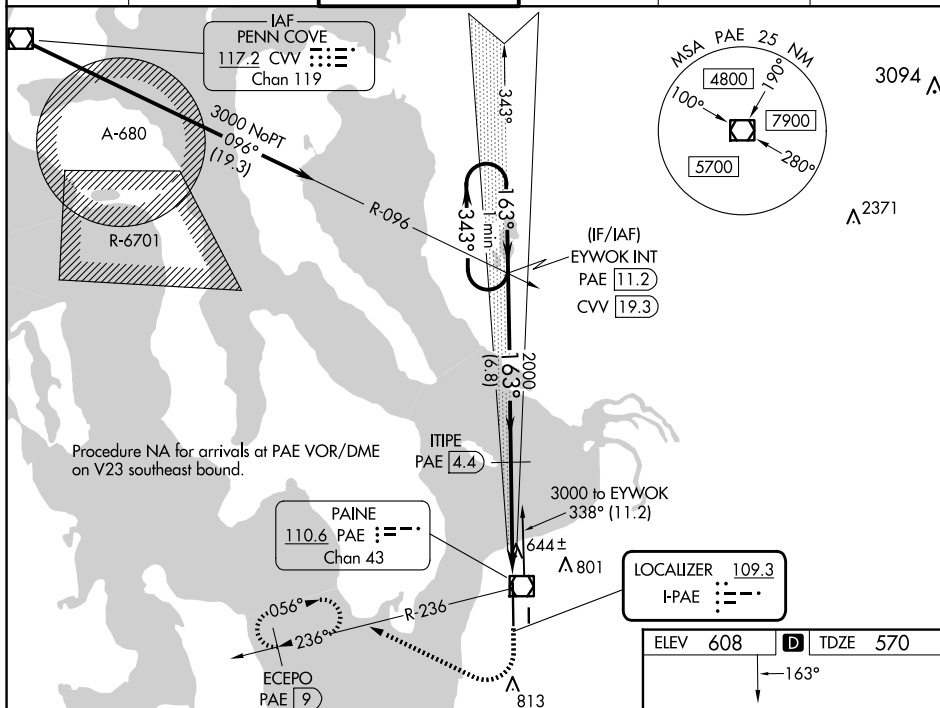 IAF
PENN COVE
117.2 CVV
Chan 119
A-680
R-6701
3000 NoPT
096°
(19.3)
R-096
343°
163°
343°
1 min
MSA PAE 25 NM
4800
190°
100°
7900
280°
5700
3094
2371
(IF/IAF)
EYWOK INT
PAE 11.2
CVV 19.3
2000
163°
(6.8)
Procedure NA for arrivals at PAE VOR/DME
on V23 southeast bound.
ITIPE
PAE 4.4
3000 to EYWOK
338° (11.2)
PAINE
110.6 PAE
Chan 43
644±
801
LOCALIZER 109.3
I-PAE
R-236
056°
236°
ECEPO
PAE 9
813
ELEV 608 D TDZE 570
163°